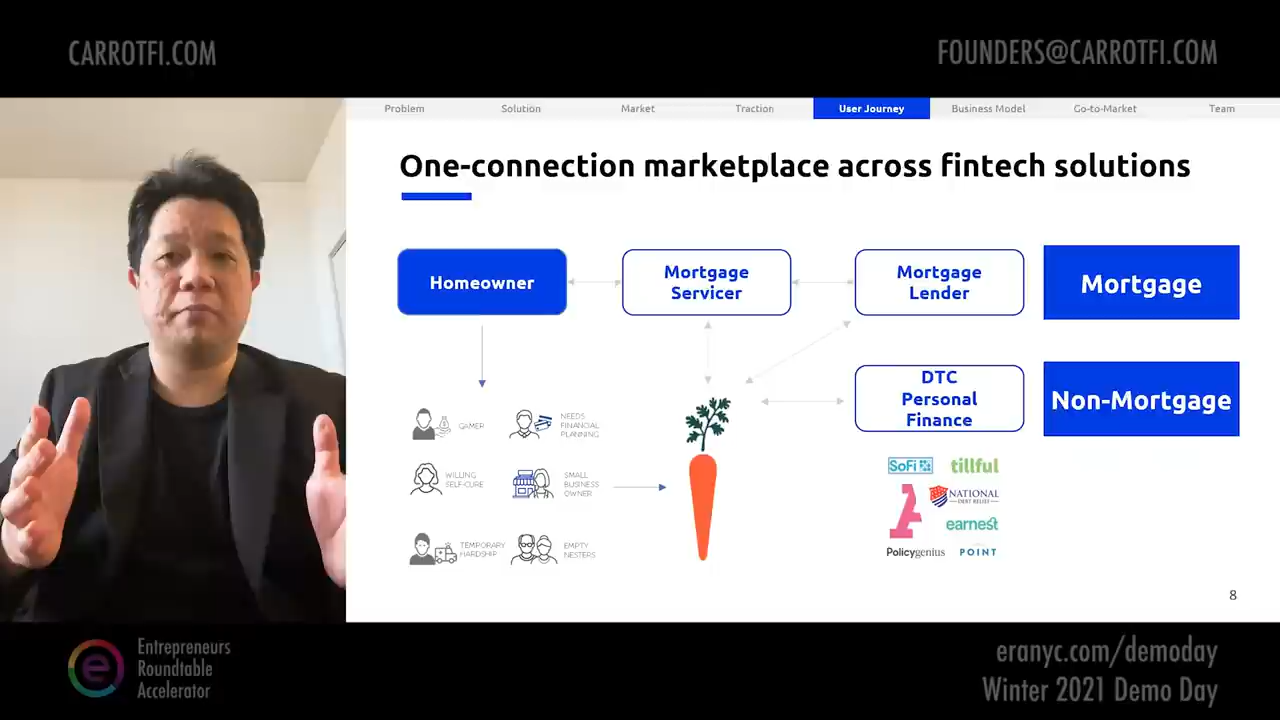 CARROTFI.COM
FOUNDERS@CARROTFI.COM
Problem
Solution
Market
Traction
User Journey
Business Model
Go-to-Market
Team
One-connection marketplace across fintech solutions
Homeowner
Mortgage
Servicer
Mortgage
Lender
Mortgage
DTC
Personal
Finance
Non-Mortgage
GAMER
NEEDS
FINANCIAL
PLANNING
WILLING
SELF-CURE
SMALL
BUSINESS
OWNER
TEMPORARY
HARDSHIP
EMPTY
NESTERS
SoFi
tillful
NATIONAL
DEBT RELIEF
earnest
Policygenius
POINT
8
e
Entrepreneurs
Roundtable
Accelerator
eranyc.com/demoday
Winter 2021 Demo Day